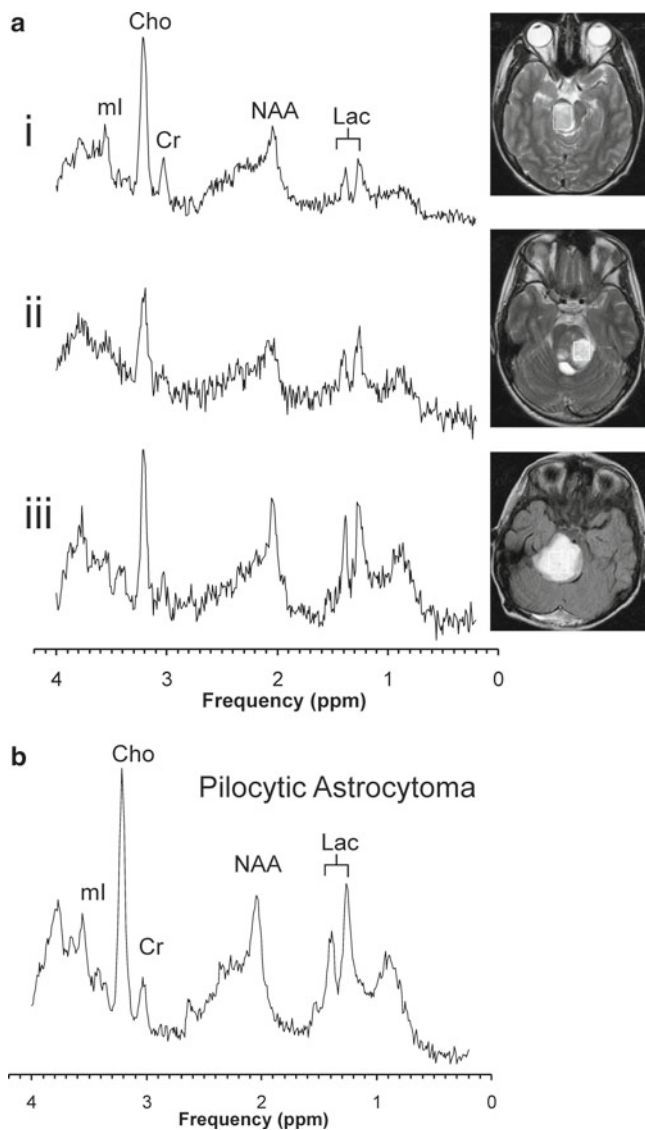 a
Cho
mI
i
Cr
NAA
Lac
ii
iii
4 3 2 1 0
Frequency (ppm)
b
Cho
Pilocytic Astrocytoma
Lac
NAA
mI
Cr
4 3 2 1 0
Frequency (ppm)